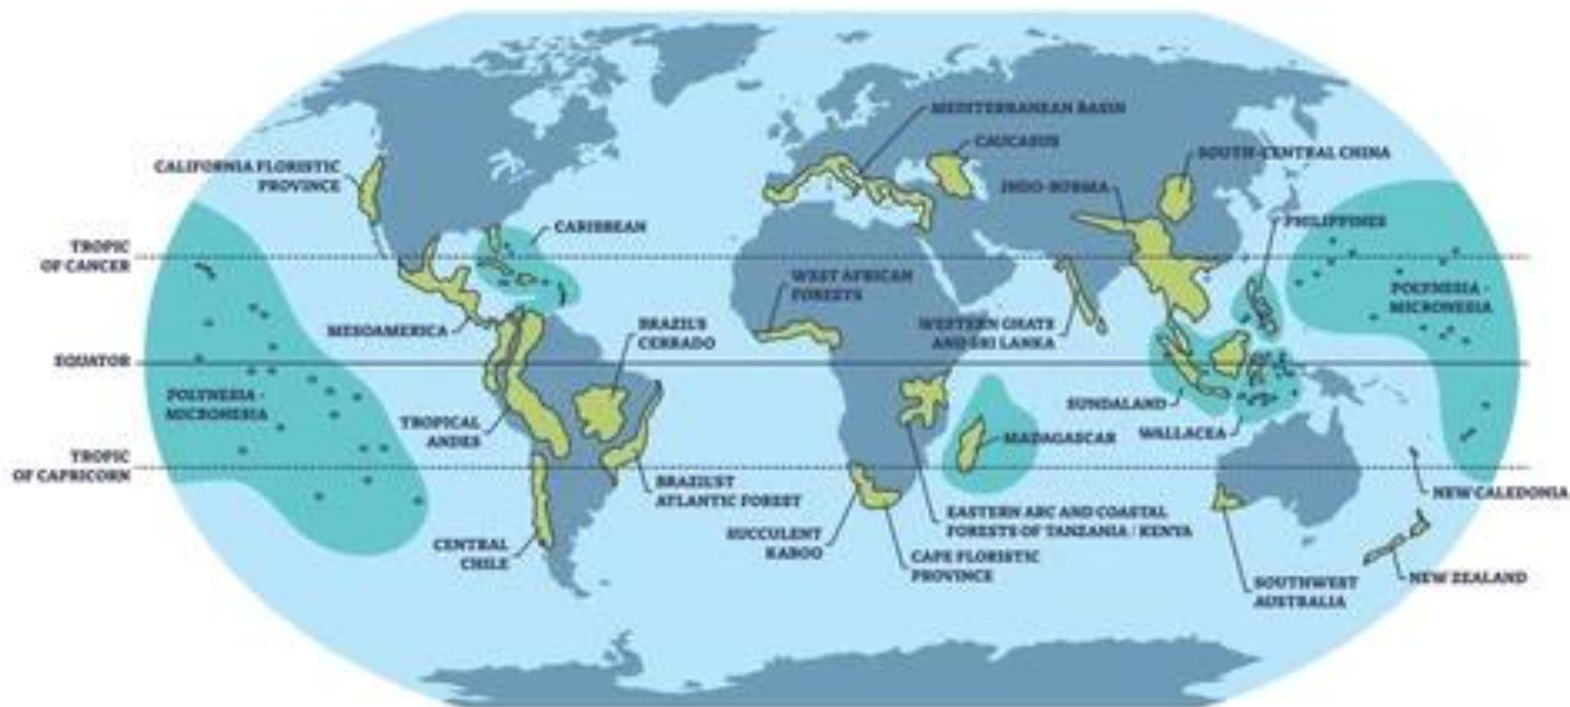 MEDITERRANEAN BASIN
CAUCASUS
SOUTH-CENTRAL CHINA
CALIFORNIA FLORISTIC
PROVINCE
INDO-BURMA
PHILIPPINES
CARIBBEAN
TROPIC
OF CANCER
WEST AFRICAN
FORESTS
POLYNESIA -
MICRONESIA
MESOAMERICA
BRAZIL'S
CERRADO
WESTERN GHATS
AND SRI LANKA
EQUATOR
POLYNESIA -
MICRONESIA
TROPICAL
ANDES
SUNDALAND
WALLACEA
MADAGASCAR
TROPIC
OF CAPRICORN
BRAZILST
ATLANTIC FOREST
NEW CALEDONIA
EASTERN ARC AND COASTAL
FORESTS OF TANZANIA / KENYA
SUCCULENT
KAROO
CENTRAL
CHILE
CAPE FLORISTIC
PROVINCE
SOUTHWEST
AUSTRALIA
NEW ZEALAND